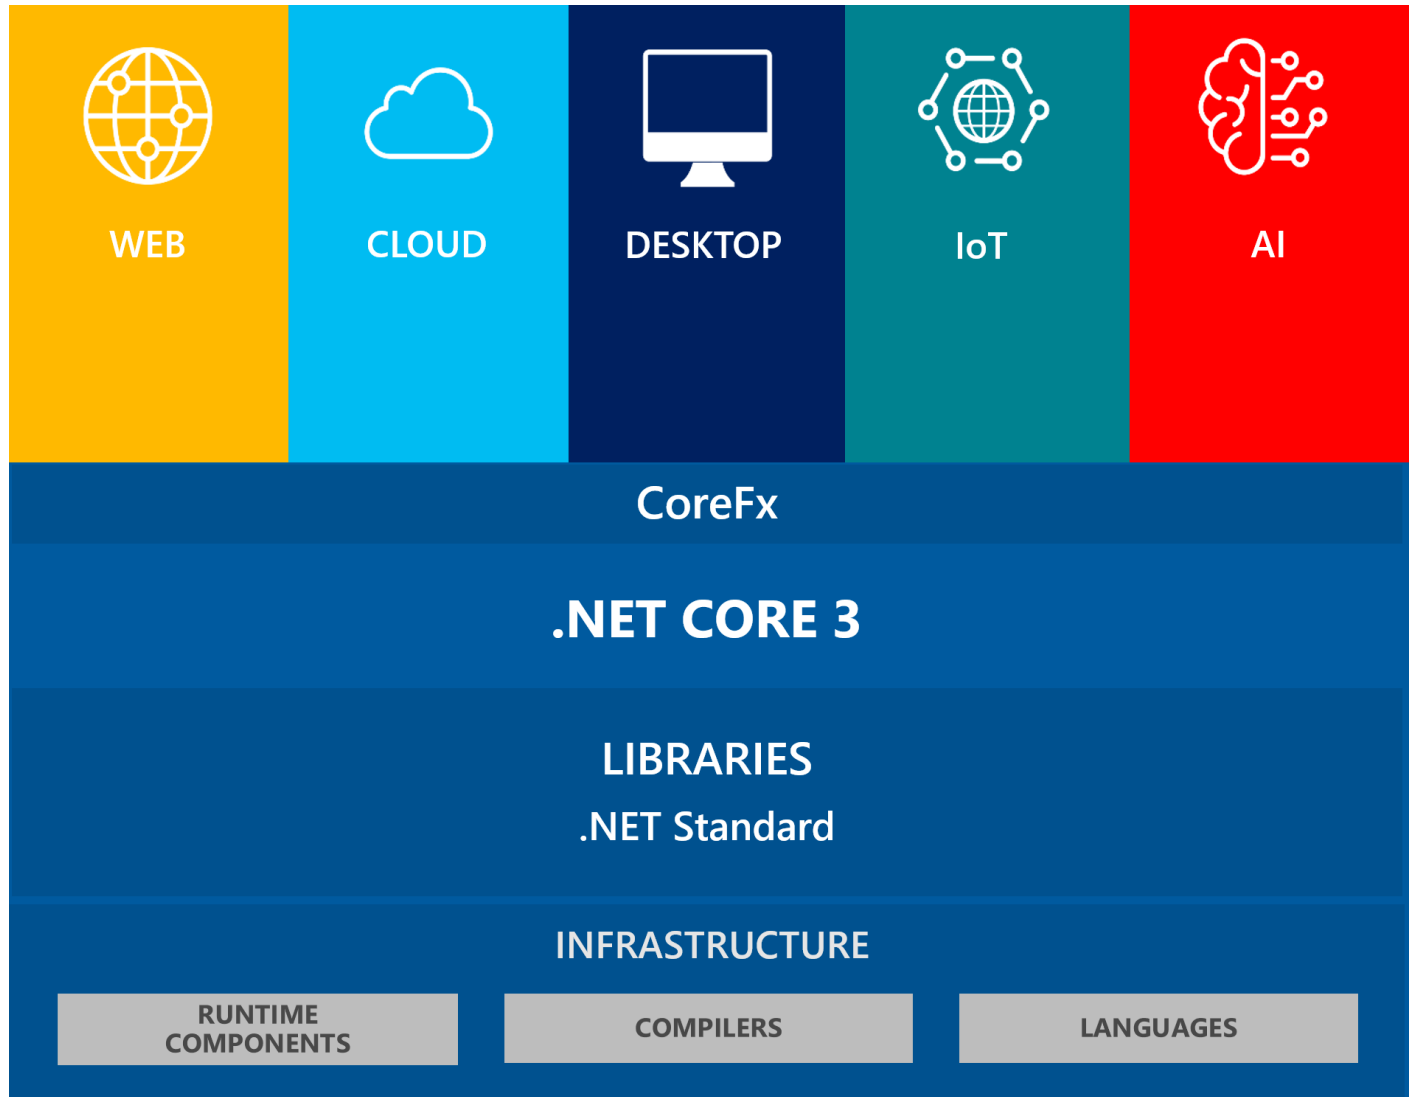 WEB
CLOUD
DESKTOP
IoT
AI
CoreFx
.NET CORE 3
LIBRARIES
.NET Standard
INFRASTRUCTURE
RUNTIME
COMPONENTS
COMPILERS
LANGUAGES